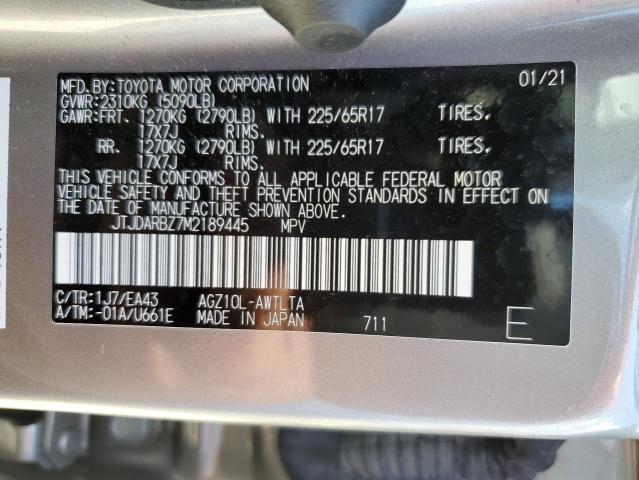 MFD.BY:TOYOTA MOTOR CORPORATION 01/21
GVWR:2310KG (5090LB)
GAWR:FRT. 1270KG (2790LB) WITH 225/65R17 TIRES,
17X7J RIMS.
RR. 1270KG (2790LB) WITH 225/65R17 TIRES,
17X7J RIMS.
THIS VEHICLE CONFORMS TO ALL APPLICABLE FEDERAL MOTOR
VEHICLE SAFETY AND THEFT PREVENTION STANDARDS IN EFFECT ON
THE DATE OF MANUFACTURE SHOWN ABOVE.
JTJDARBZ7M2189445 MPV
C/TR:1J7/EA43 AGZ10L-AWTLTA
A/TM:-01A/U661E MADE IN JAPAN 711 E